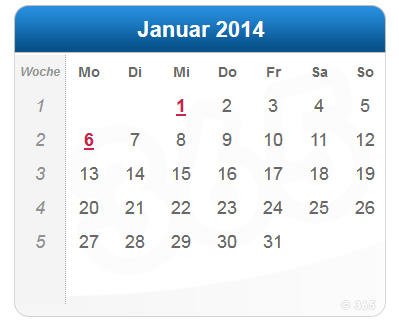 Januar 2014
Woche Mo Di Mi Do Fr Sa So
1 1 2 3 4 5
2 6 7 8 9 10 11 12
3 13 14 15 16 17 18 19
4 20 21 22 23 24 25 26
5 27 28 29 30 31
© 365